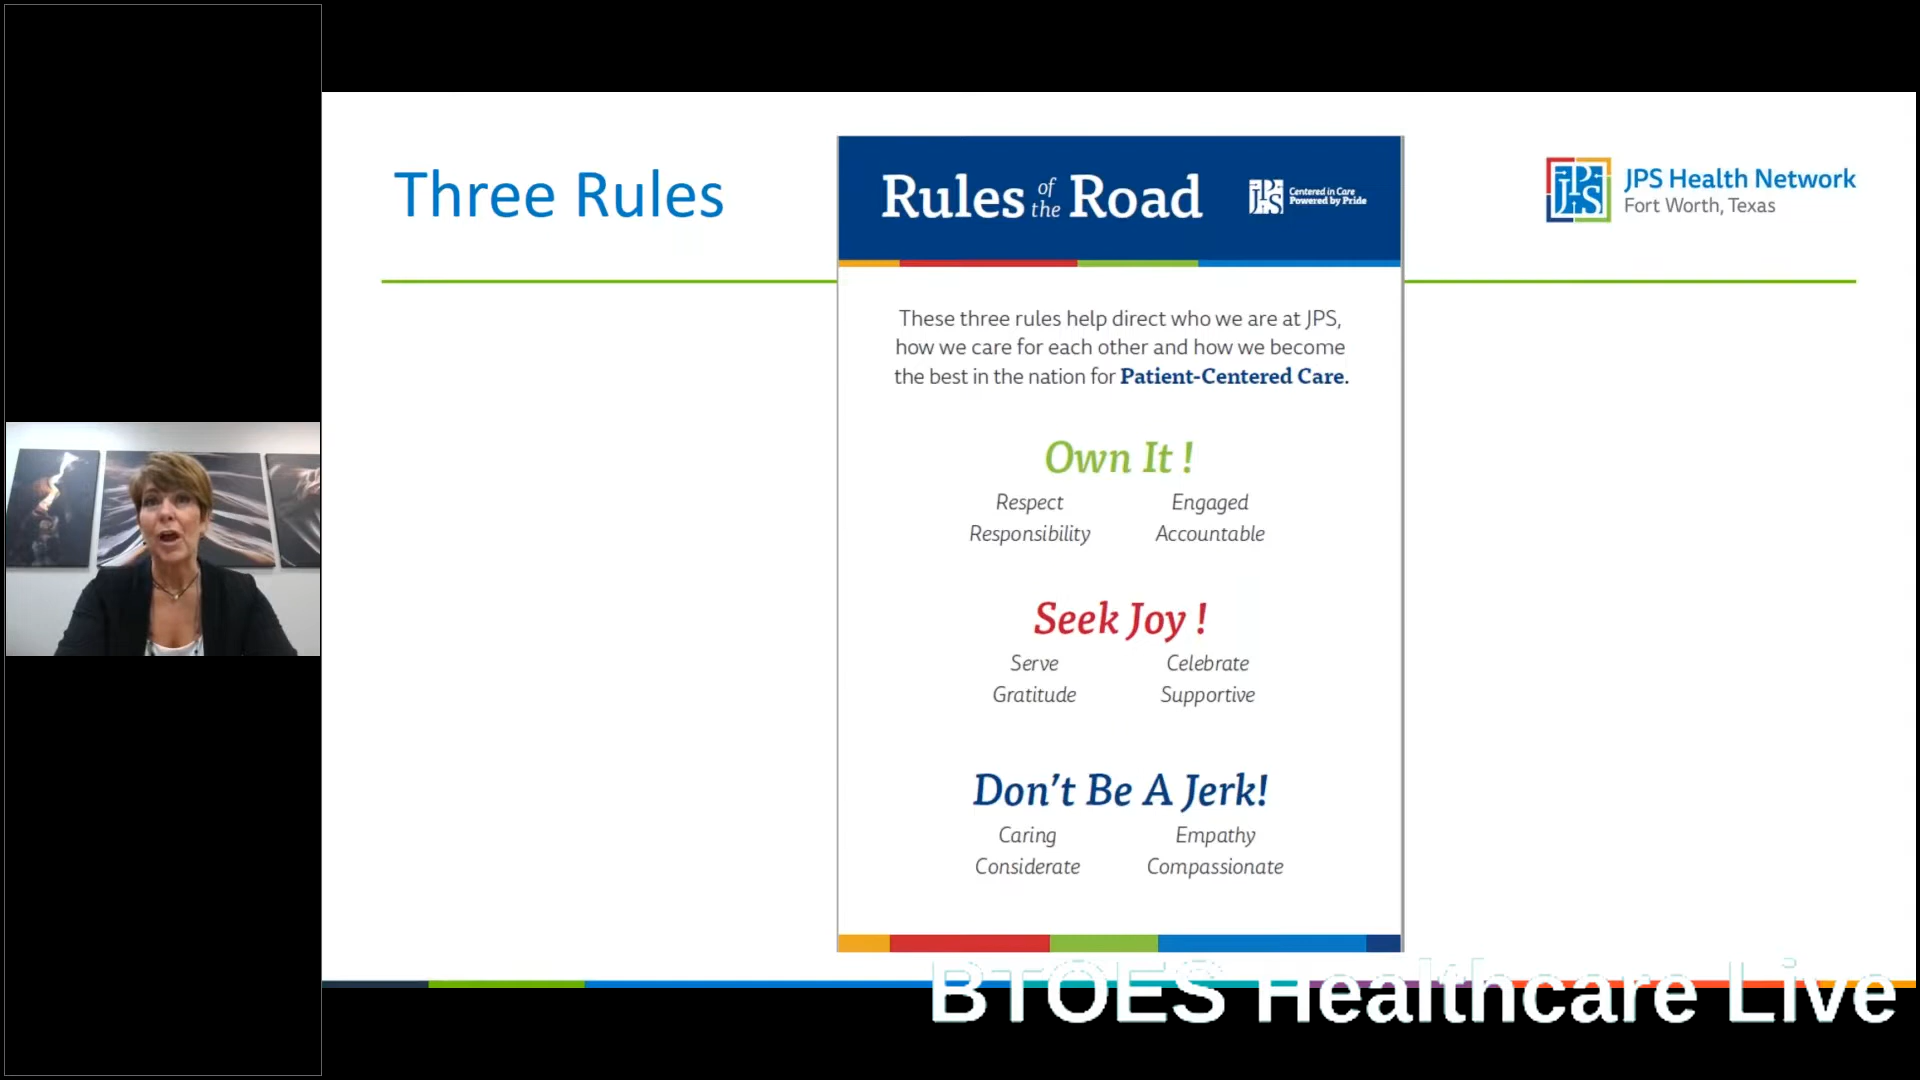 Three Rules
Rules of the Road
JPS
Centered in Care
Powered by Pride
JPS
JPS Health Network
Fort Worth, Texas
These three rules help direct who we are at JPS,
how we care for each other and how we become
the best in the nation for Patient-Centered Care.
Own It !
Respect Engaged
Responsibility Accountable
Seek Joy !
Serve Celebrate
Gratitude Supportive
Don't Be A Jerk!
Caring Empathy
Considerate Compassionate
BTOES Healthcare Live